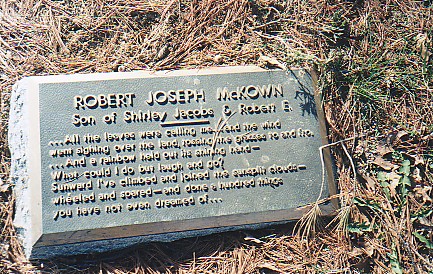 ROBERT JOSEPH McKOWN
Son of Shirley Jacobs Robert E.
...All the leaves were calling me and the wind
went sighing over the land, the grasses to and fro
...And a rainbow held out its shining hand—
What could I do but laugh and go?
Sunward I've climbed and joined the sunsplit clouds—
wheeled and soared—and done a hundred things
you have not even dreamed of...